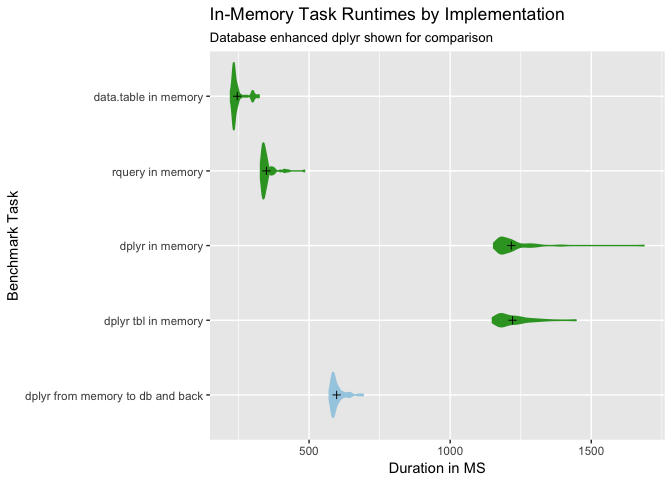 In-Memory Task Runtimes by Implementation
Database enhanced dplyr shown for comparison
Benchmark Task
data.table in memory
rquery in memory
dplyr in memory
dplyr tbl in memory
dplyr from memory to db and back
500 1000 1500
Duration in MS